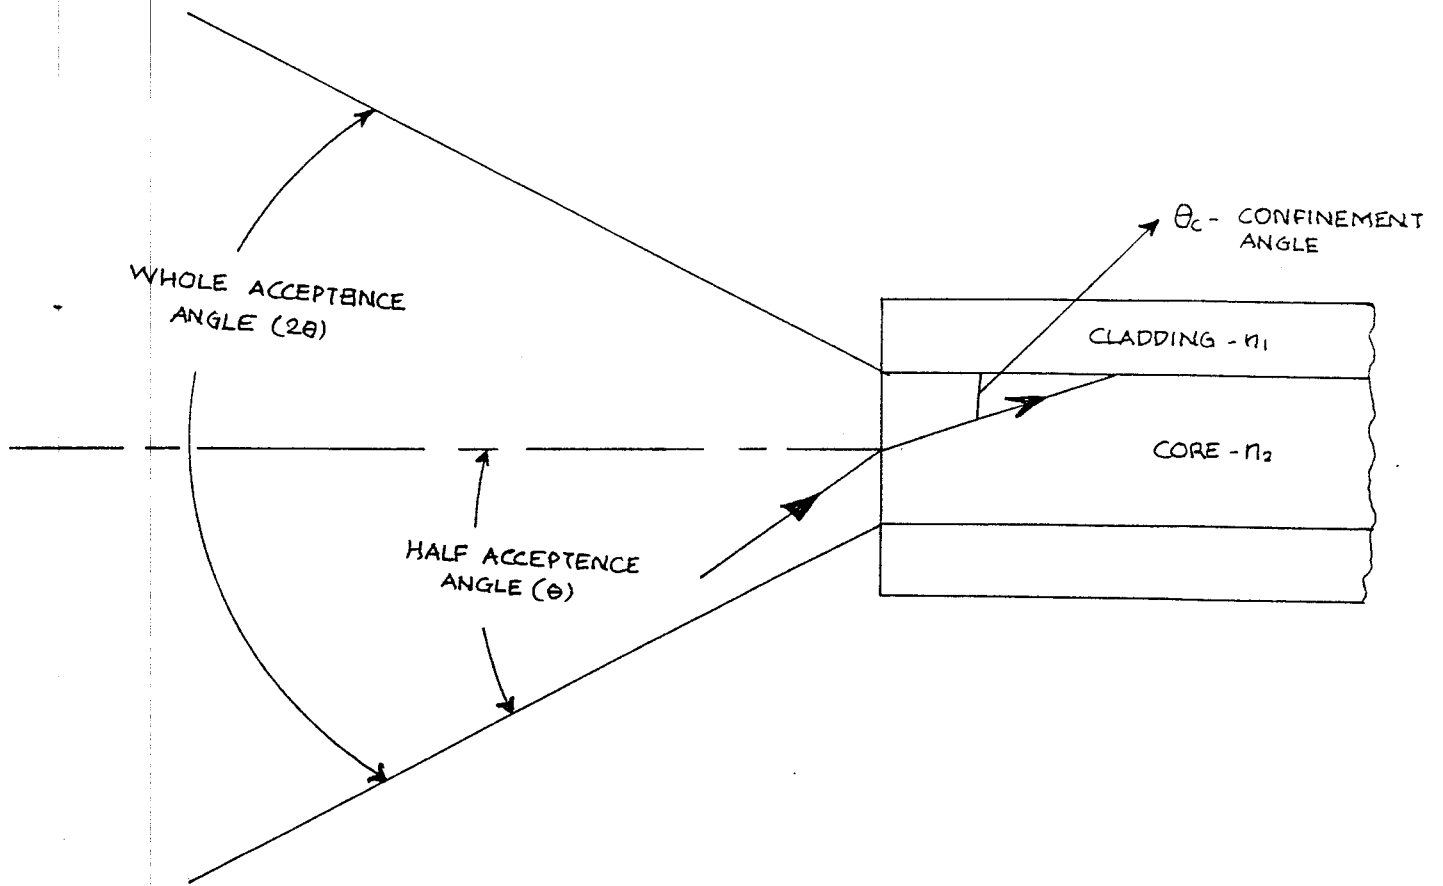 θc - CONFINEMENT
ANGLE
WHOLE ACCEPTENCE
ANGLE (2θ)
CLADDING - n1
CORE - n2
HALF ACCEPTENCE
ANGLE (θ)